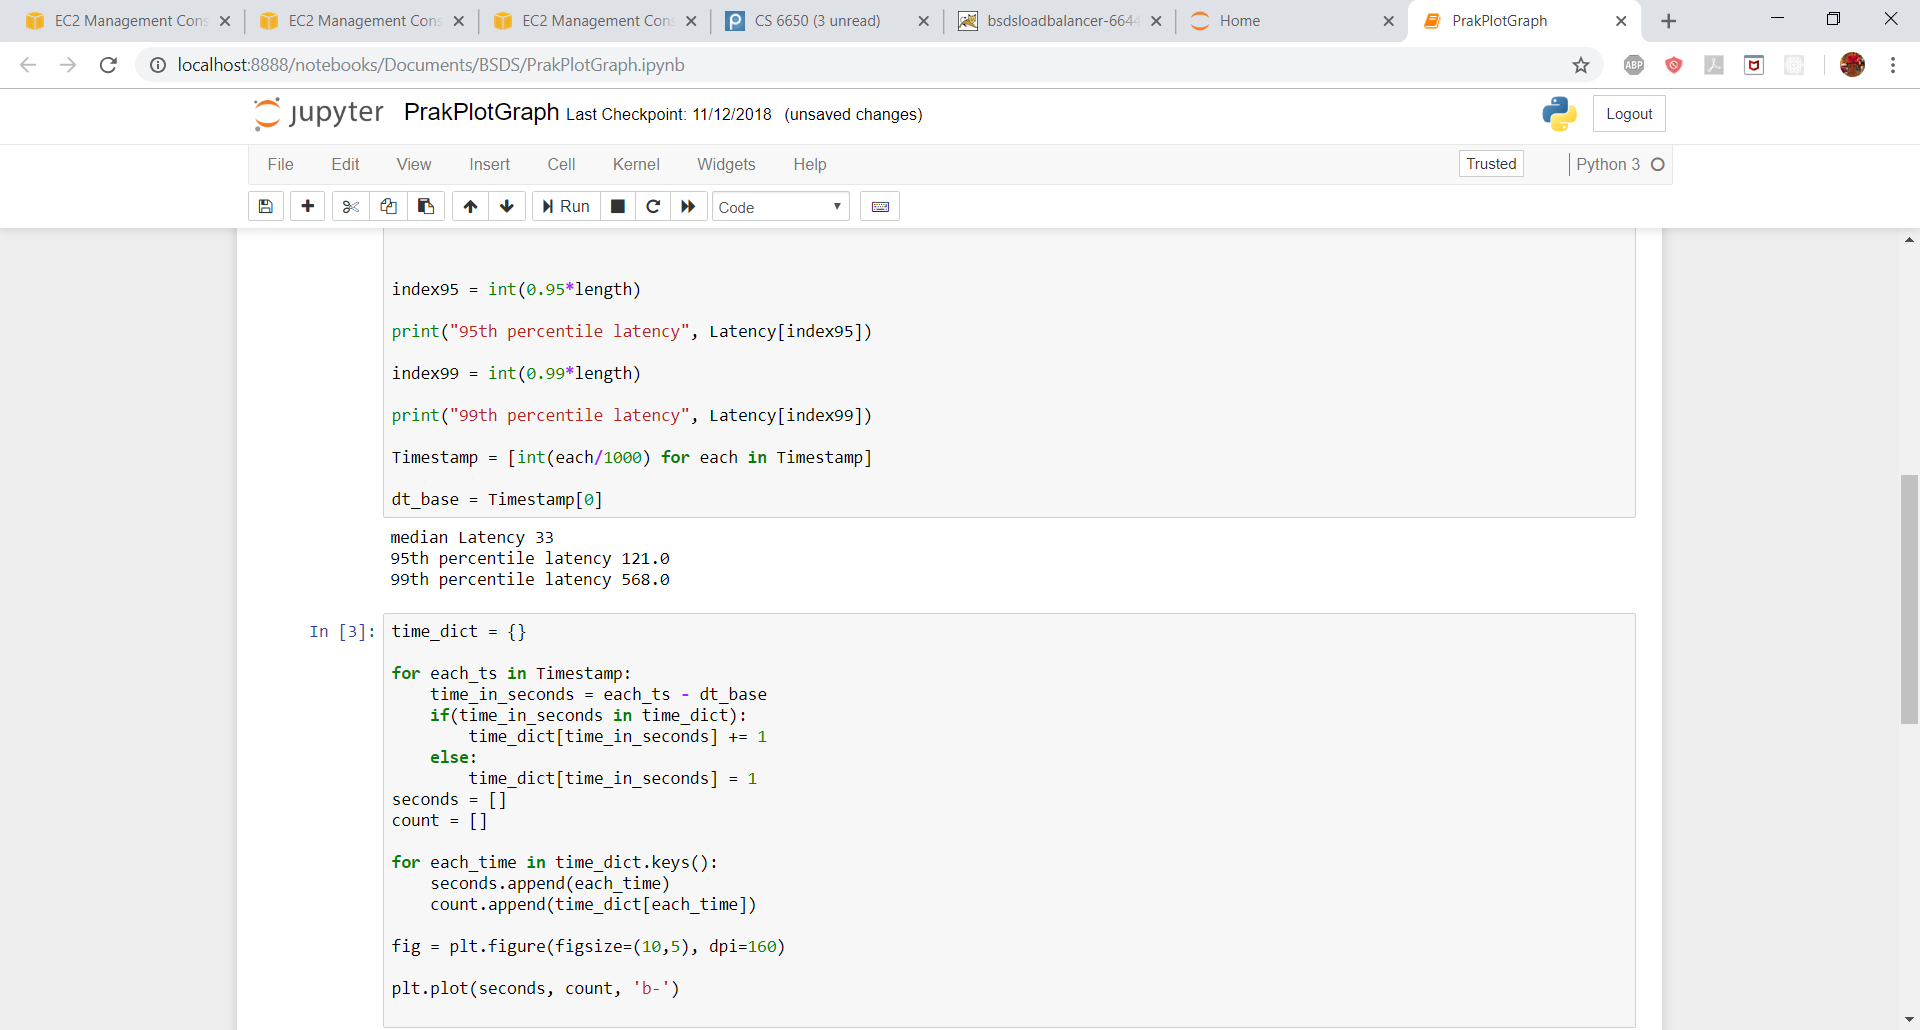 EC2 Management Cons
EC2 Management Cons
EC2 Management Cons
CS 6650 (3 unread)
bsdsloadbalancer-6644
Home
PrakPlotGraph
localhost:8888/notebooks/Documents/BSDS/PrakPlotGraph.ipynb
ABP
jupyter PrakPlotGraph Last Checkpoint: 11/12/2018 (unsaved changes)
Logout
File Edit View Insert Cell Kernel Widgets Help
Trusted
Python 3
Run
Code
index95 = int(0.95*length)
print("95th percentile latency", Latency[index95])
index99 = int(0.99*length)
print("99th percentile latency", Latency[index99])
Timestamp = [int(each/1000) for each in Timestamp]
dt_base = Timestamp[0]
median Latency 33
95th percentile latency 121.0
99th percentile latency 568.0
In [3]:
time_dict = {}
for each_ts in Timestamp:
    time_in_seconds = each_ts - dt_base
    if(time_in_seconds in time_dict):
        time_dict[time_in_seconds] += 1
    else:
        time_dict[time_in_seconds] = 1
seconds = []
count = []
for each_time in time_dict.keys():
    seconds.append(each_time)
    count.append(time_dict[each_time])
fig = plt.figure(figsize=(10,5), dpi=160)
plt.plot(seconds, count, 'b-')